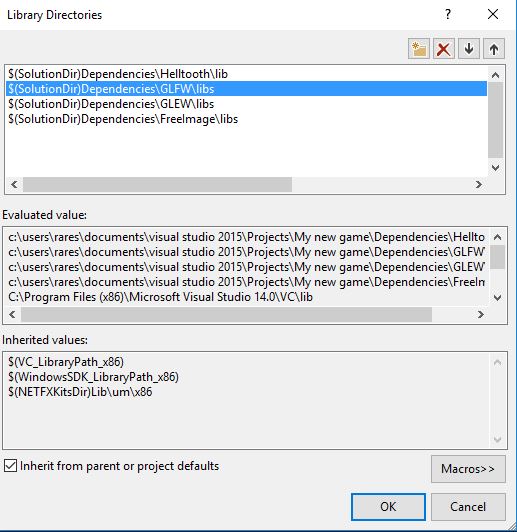 Library Directories
$(SolutionDir)Dependencies\Helltooth\lib
$(SolutionDir)Dependencies\GLFW\libs
$(SolutionDir)Dependencies\GLEW\libs
$(SolutionDir)Dependencies\FreeImage\libs
Evaluated value:
c:\users\rares\documents\visual studio 2015\Projects\My new game\Dependencies\Hellto
c:\users\rares\documents\visual studio 2015\Projects\My new game\Dependencies\GLFW
c:\users\rares\documents\visual studio 2015\Projects\My new game\Dependencies\GLEW
c:\users\rares\documents\visual studio 2015\Projects\My new game\Dependencies\FreeIm
C:\Program Files (x86)\Microsoft Visual Studio 14.0\VC\lib
Inherited values:
$(VC_LibraryPath_x86)
$(WindowsSDK_LibraryPath_x86)
$(NETFXKitsDir)Lib\um\x86
Inherit from parent or project defaults
Macros>>
OK
Cancel